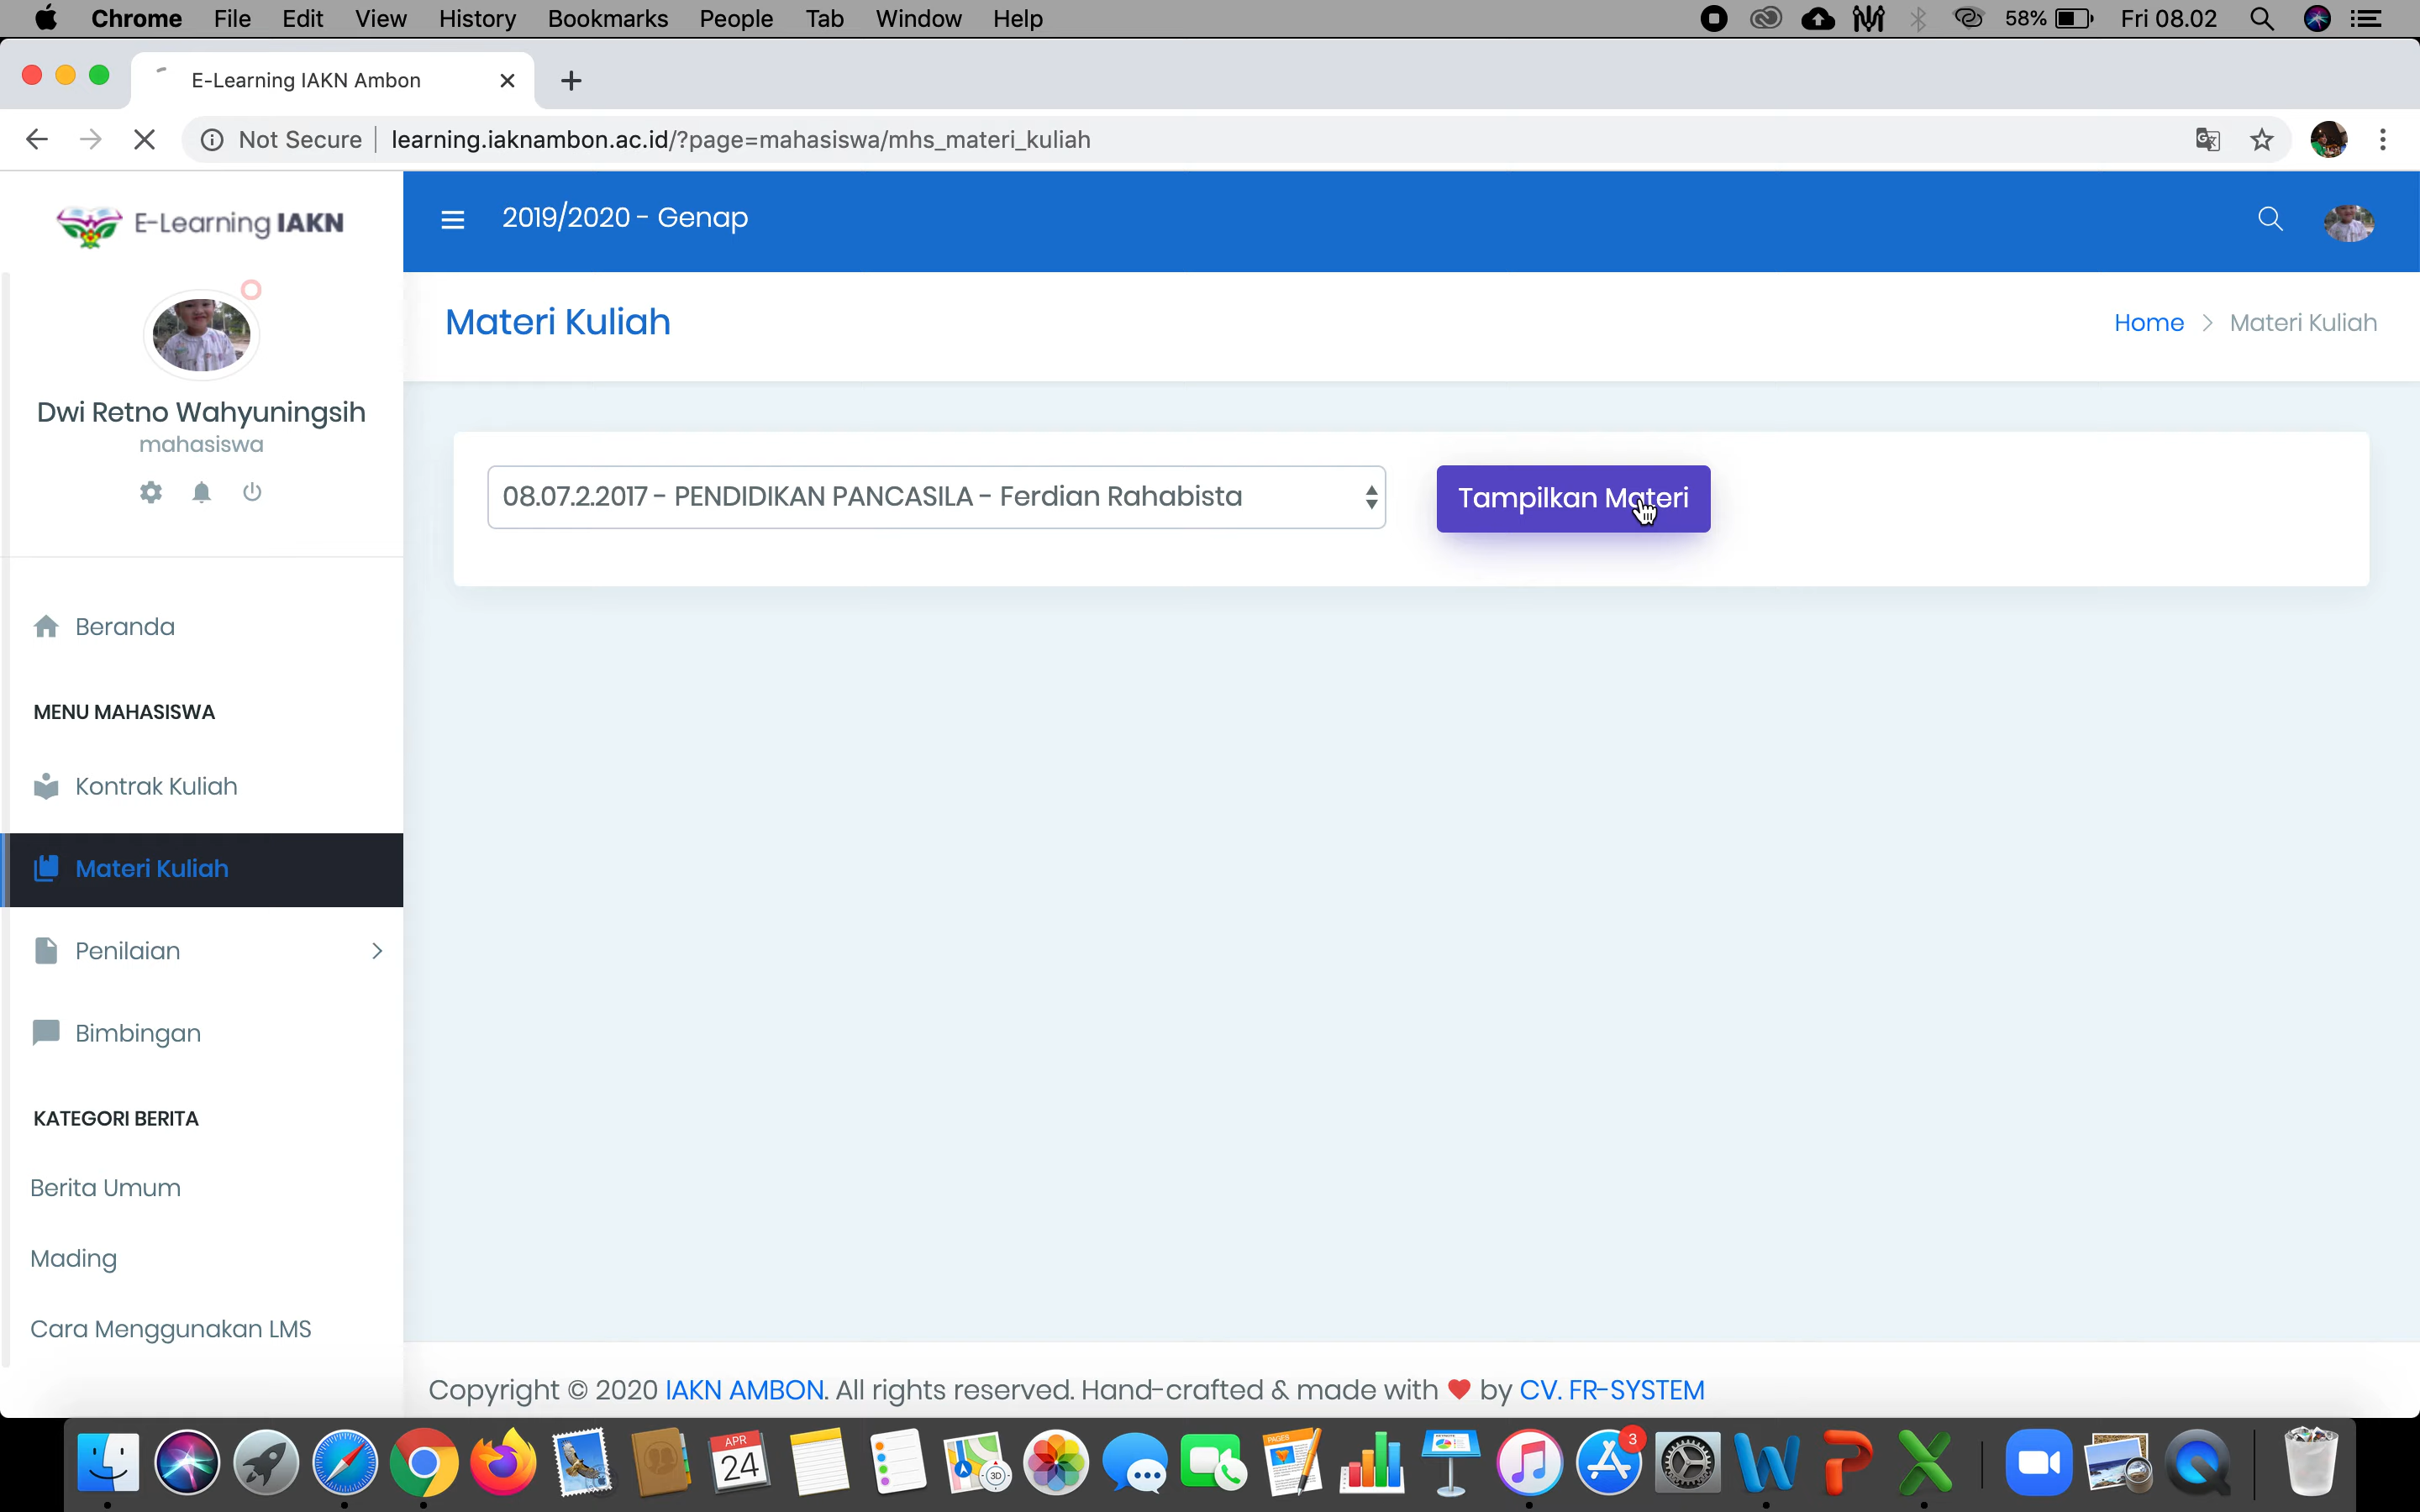 Chrome File Edit View History Bookmarks People Tab Window Help 58% Fri 08.02
E-Learning IAKN Ambon
Not Secure learning.iaknambon.ac.id/?page=mahasiswa/mhs_materi_kuliah
E-Learning IAKN
2019/2020 - Genap
Materi Kuliah
Home > Materi Kuliah
Dwi Retno Wahyuningsih
mahasiswa
08.07.2.2017 - PENDIDIKAN PANCASILA - Ferdian Rahabista
Tampilkan Materi
Beranda
MENU MAHASISWA
Kontrak Kuliah
Materi Kuliah
Penilaian
Bimbingan
KATEGORI BERITA
Berita Umum
Mading
Cara Menggunakan LMS
Copyright © 2020 IAKN AMBON. All rights reserved. Hand-crafted & made with ❤ by CV. FR-SYSTEM
APR
24
3D
PAGES
3